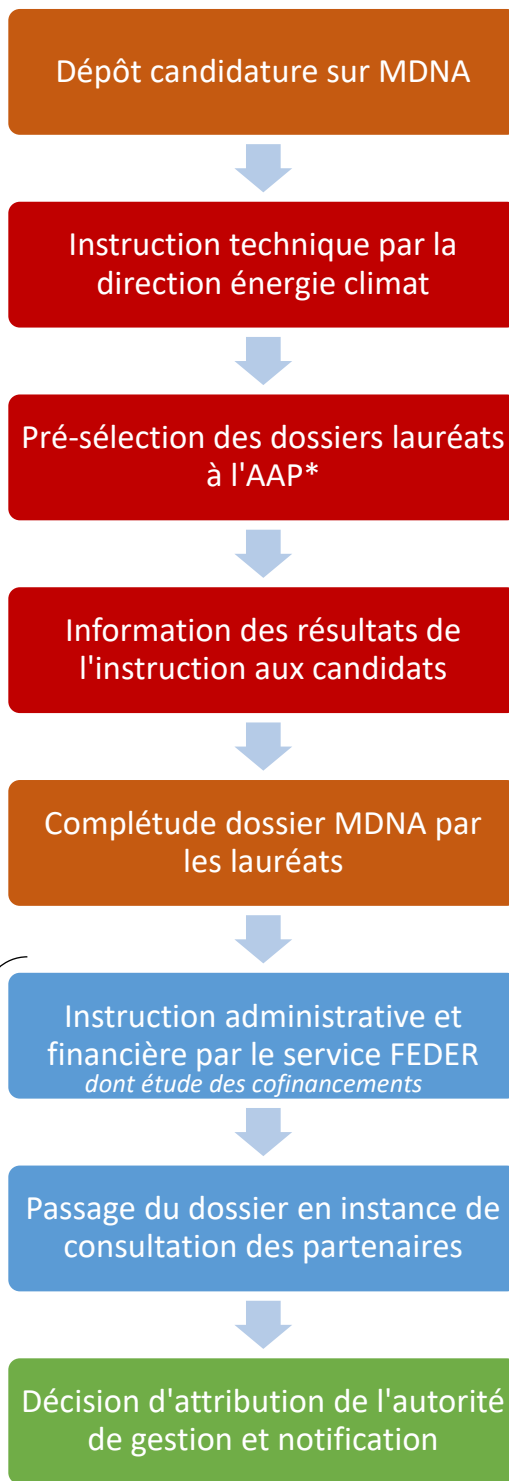 Dépôt candidature sur MDNA
Instruction technique par la
direction énergie climat
Pré-sélection des dossiers lauréats
à l'AAP*
Information des résultats de
l'instruction aux candidats
Complétude dossier MDNA par
les lauréats
Instruction administrative et
financière par le service FEDER
dont étude des cofinancements
Passage du dossier en instance de
consultation des partenaires
Décision d'attribution de l'autorité
de gestion et notification